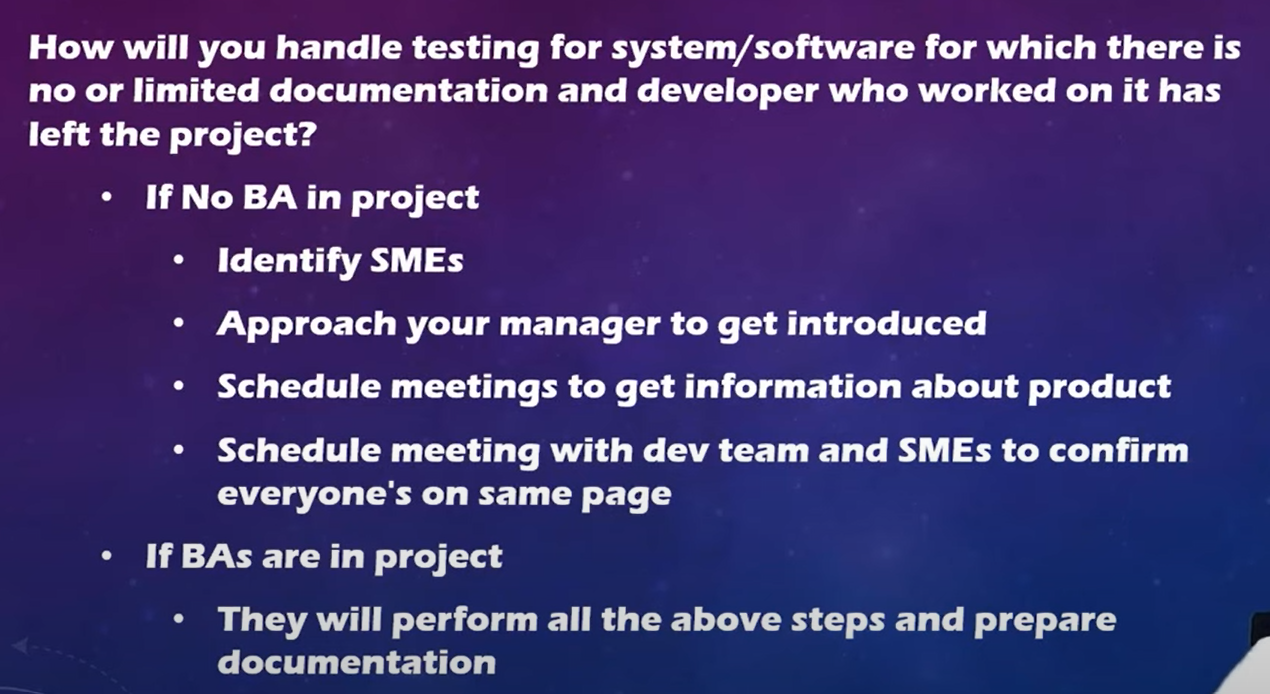 How will you handle testing for system/software for which there is
no or limited documentation and developer who worked on it has
left the project?
• If No BA in project
• Identify SMEs
• Approach your manager to get introduced
• Schedule meetings to get information about product
• Schedule meeting with dev team and SMEs to confirm
everyone's on same page
• If BAs are in project
• They will perform all the above steps and prepare
documentation